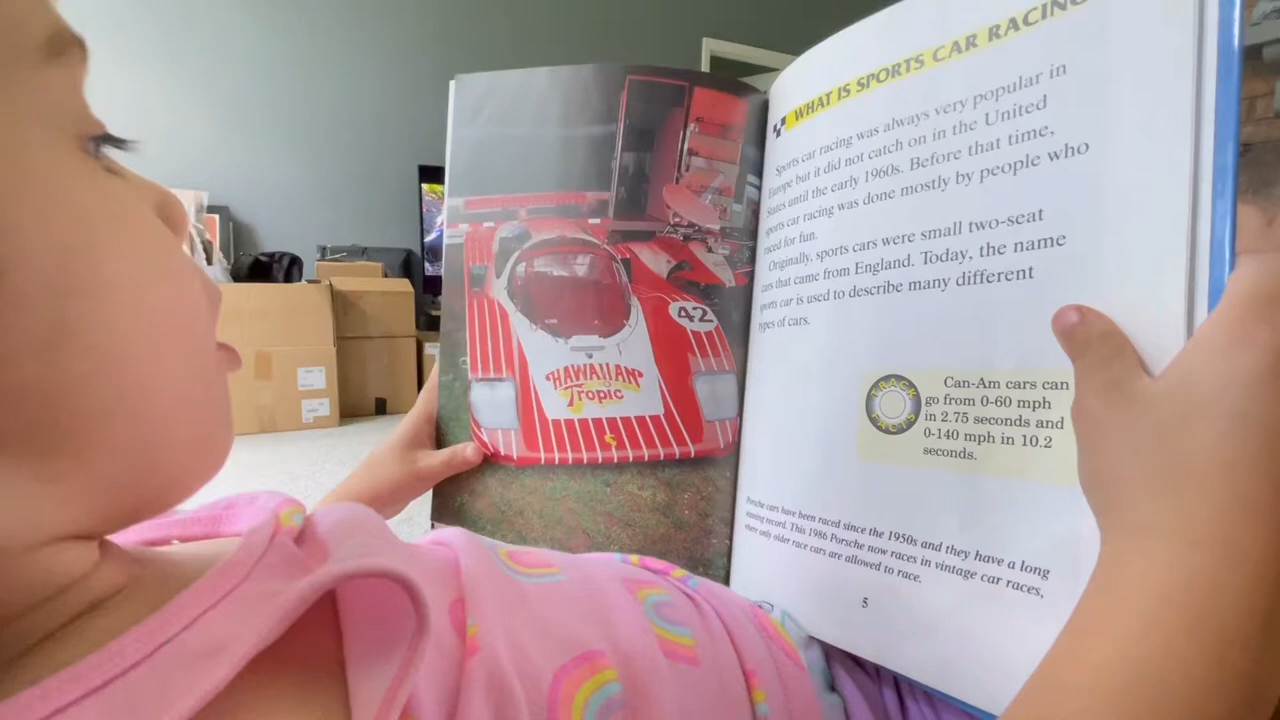 42
HAWAIIAN
Tropic
WHAT IS SPORTS CAR RACING
Sports car racing was always very popular in
Europe but it did not catch on in the United
States until the early 1960s. Before that time,
sports car racing was done mostly by people who
raced for fun.
Originally, sports cars were small two-seat
cars that came from England. Today, the name
sports car is used to describe many different
types of cars.
TRACK
FACTS
Can-Am cars can
go from 0-60 mph
in 2.75 seconds and
0-140 mph in 10.2
seconds.
Porsche cars have been raced since the 1950s and they have a long
winning record. This 1986 Porsche now races in vintage car races,
where only older race cars are allowed to race.
5